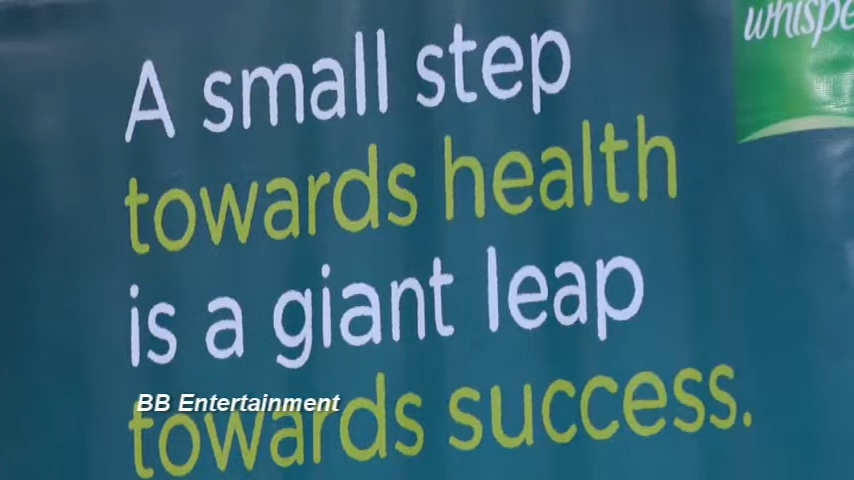 whispe
A small step
towards health
is a giant leap
towards success.
BB Entertainment